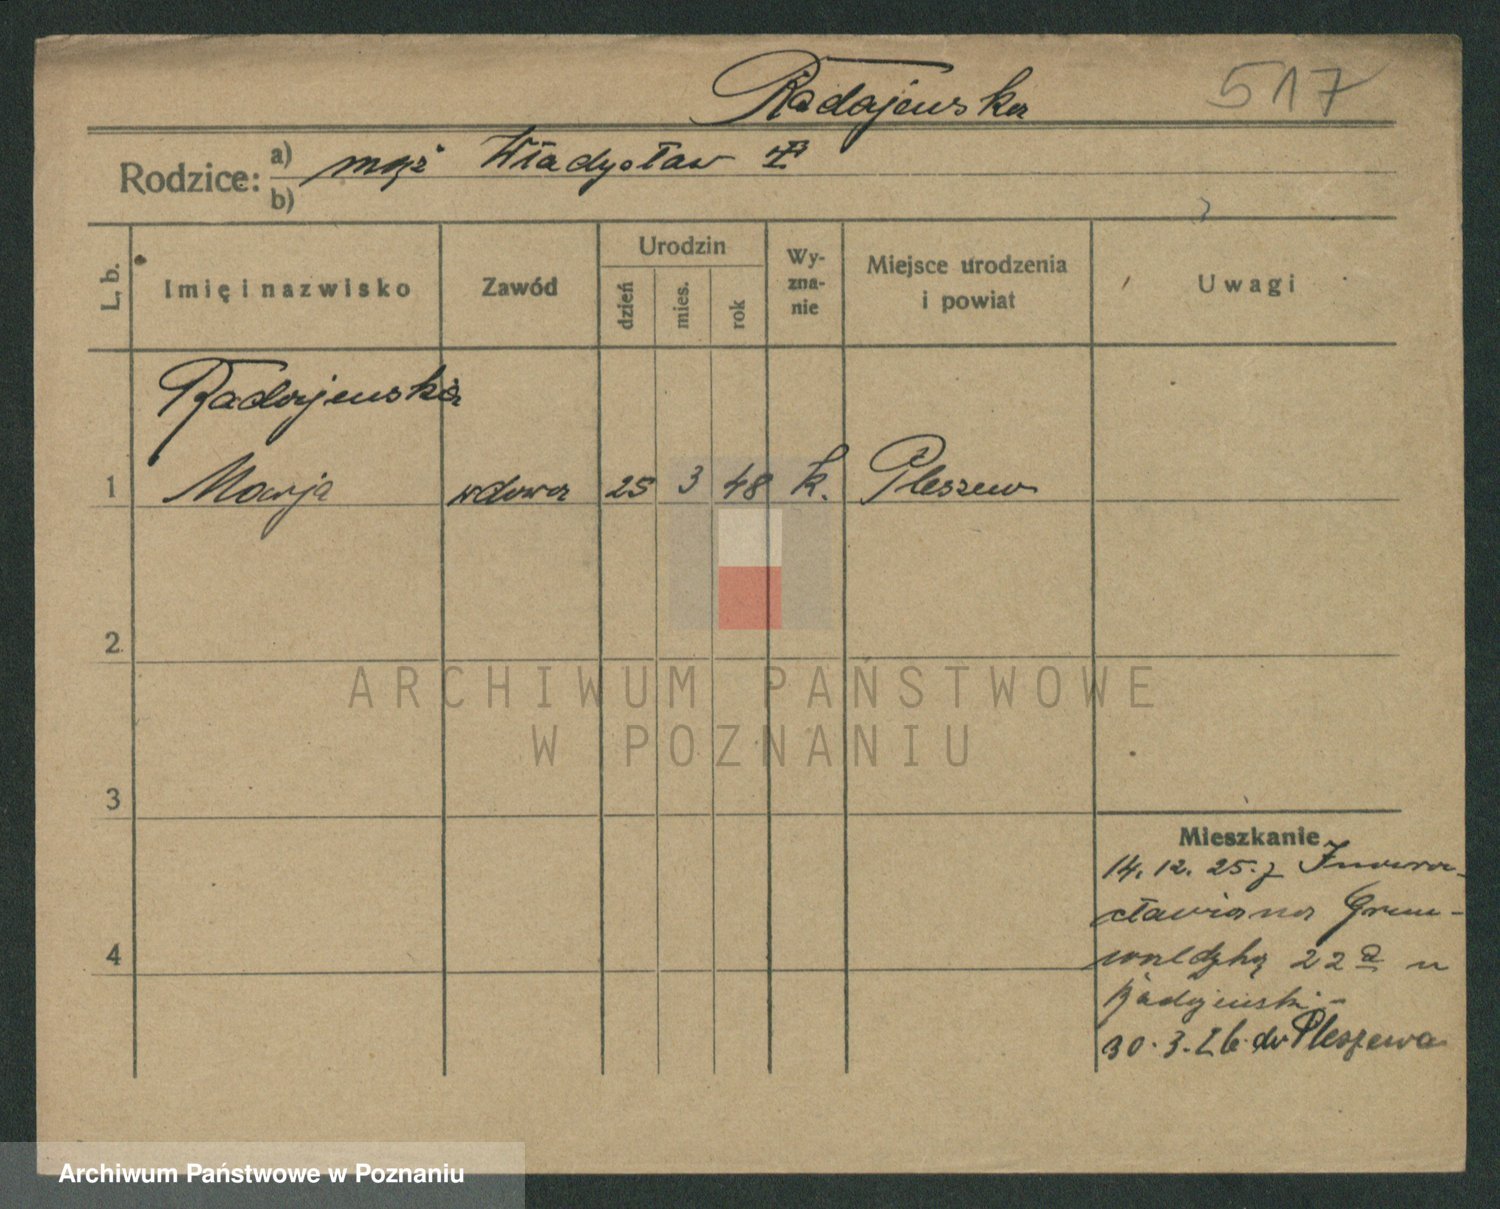 Radajewska 517
Rodzice: a) mąż Władysław
b)
L. b. Imię i nazwisko Zawód Urodzin dzień mies. rok Wy-zna-nie Miejsce urodzenia i powiat Uwagi
Radajewska
1 Marja wdowa 25 3 48 k. Pleszew
2.
3
4
Mieszkanie
14. 12. 25. z Inowro-
cławia na Grun-
waldzką 22a u
Radajewski -
30. 3. 26 do Pleszewa
ARCHIWUM PAŃSTWOWE
W POZNANIU
Archiwum Państwowe w Poznaniu